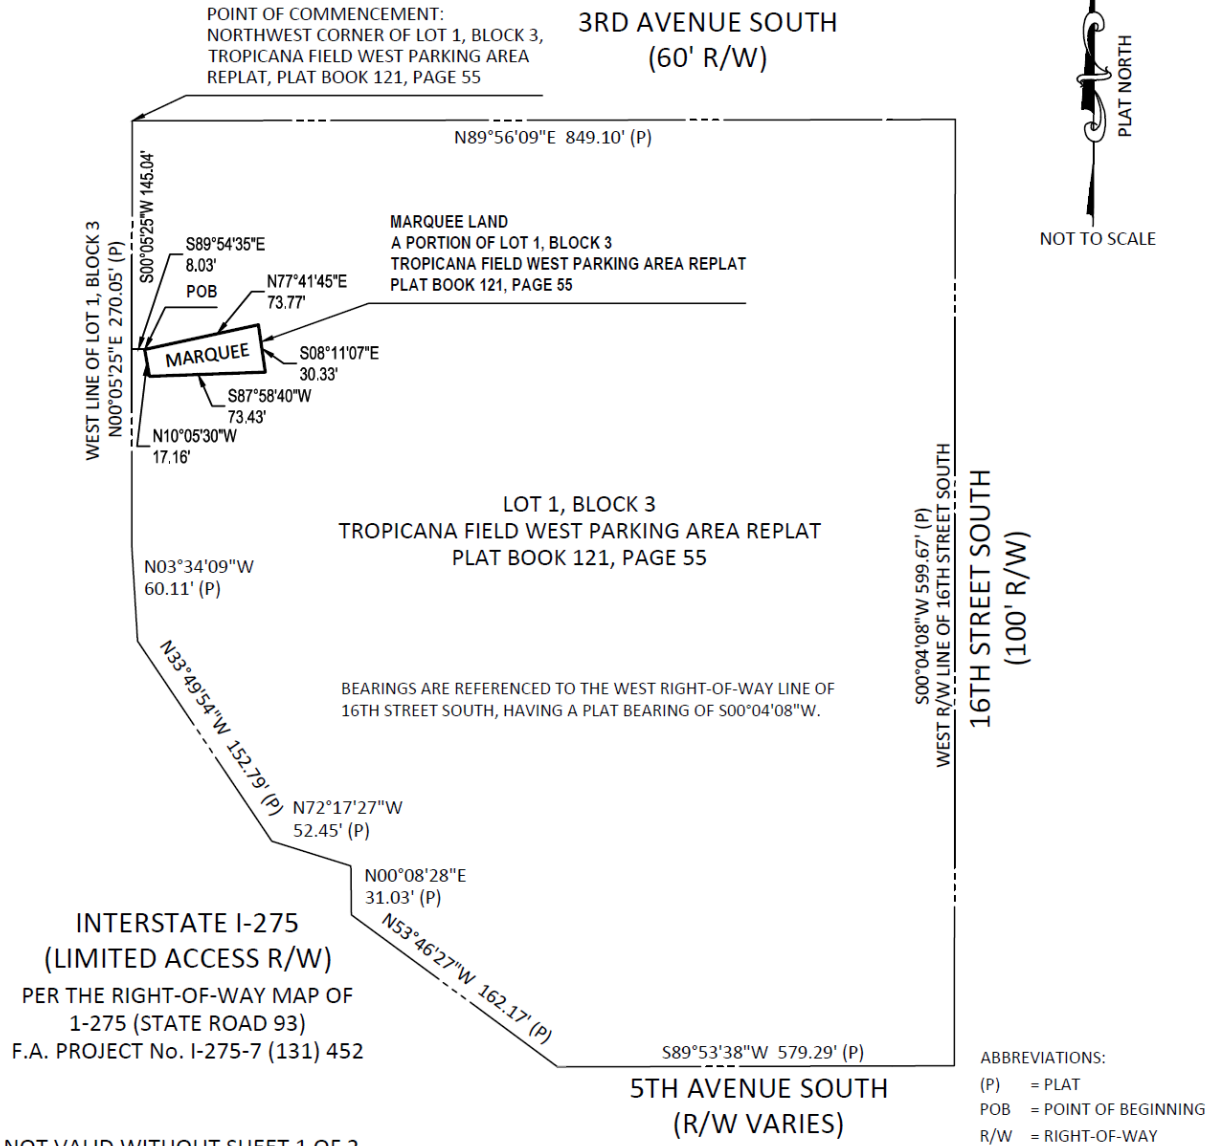 POINT OF COMMENCEMENT:
NORTHWEST CORNER OF LOT 1, BLOCK 3,
TROPICANA FIELD WEST PARKING AREA
REPLAT, PLAT BOOK 121, PAGE 55
3RD AVENUE SOUTH
(60' R/W)
PLAT NORTH
NOT TO SCALE
N89°56'09"E 849.10' (P)
S00°05'25"W 145.04'
WEST LINE OF LOT 1, BLOCK 3
N00°05'25"E 270.05' (P)
S89°54'35"E
8.03'
POB
N77°41'45"E
73.77'
MARQUEE LAND
A PORTION OF LOT 1, BLOCK 3
TROPICANA FIELD WEST PARKING AREA REPLAT
PLAT BOOK 121, PAGE 55
MARQUEE
S08°11'07"E
30.33'
S87°58'40"W
73.43'
N10°05'30"W
17.16'
LOT 1, BLOCK 3
TROPICANA FIELD WEST PARKING AREA REPLAT
PLAT BOOK 121, PAGE 55
S00°04'08"W 599.67' (P)
WEST R/W LINE OF 16TH STREET SOUTH
16TH STREET SOUTH
(100' R/W)
N03°34'09"W
60.11' (P)
N33°49'54"W 152.79' (P)
BEARINGS ARE REFERENCED TO THE WEST RIGHT-OF-WAY LINE OF
16TH STREET SOUTH, HAVING A PLAT BEARING OF S00°04'08"W.
N72°17'27"W
52.45' (P)
N00°08'28"E
31.03' (P)
N53°46'27"W 162.17' (P)
INTERSTATE I-275
(LIMITED ACCESS R/W)
PER THE RIGHT-OF-WAY MAP OF
1-275 (STATE ROAD 93)
F.A. PROJECT No. I-275-7 (131) 452
S89°53'38"W 579.29' (P)
5TH AVENUE SOUTH
(R/W VARIES)
ABBREVIATIONS:
(P) = PLAT
POB = POINT OF BEGINNING
R/W = RIGHT-OF-WAY
NOT VALID WITHOUT SHEET 1 OF 2